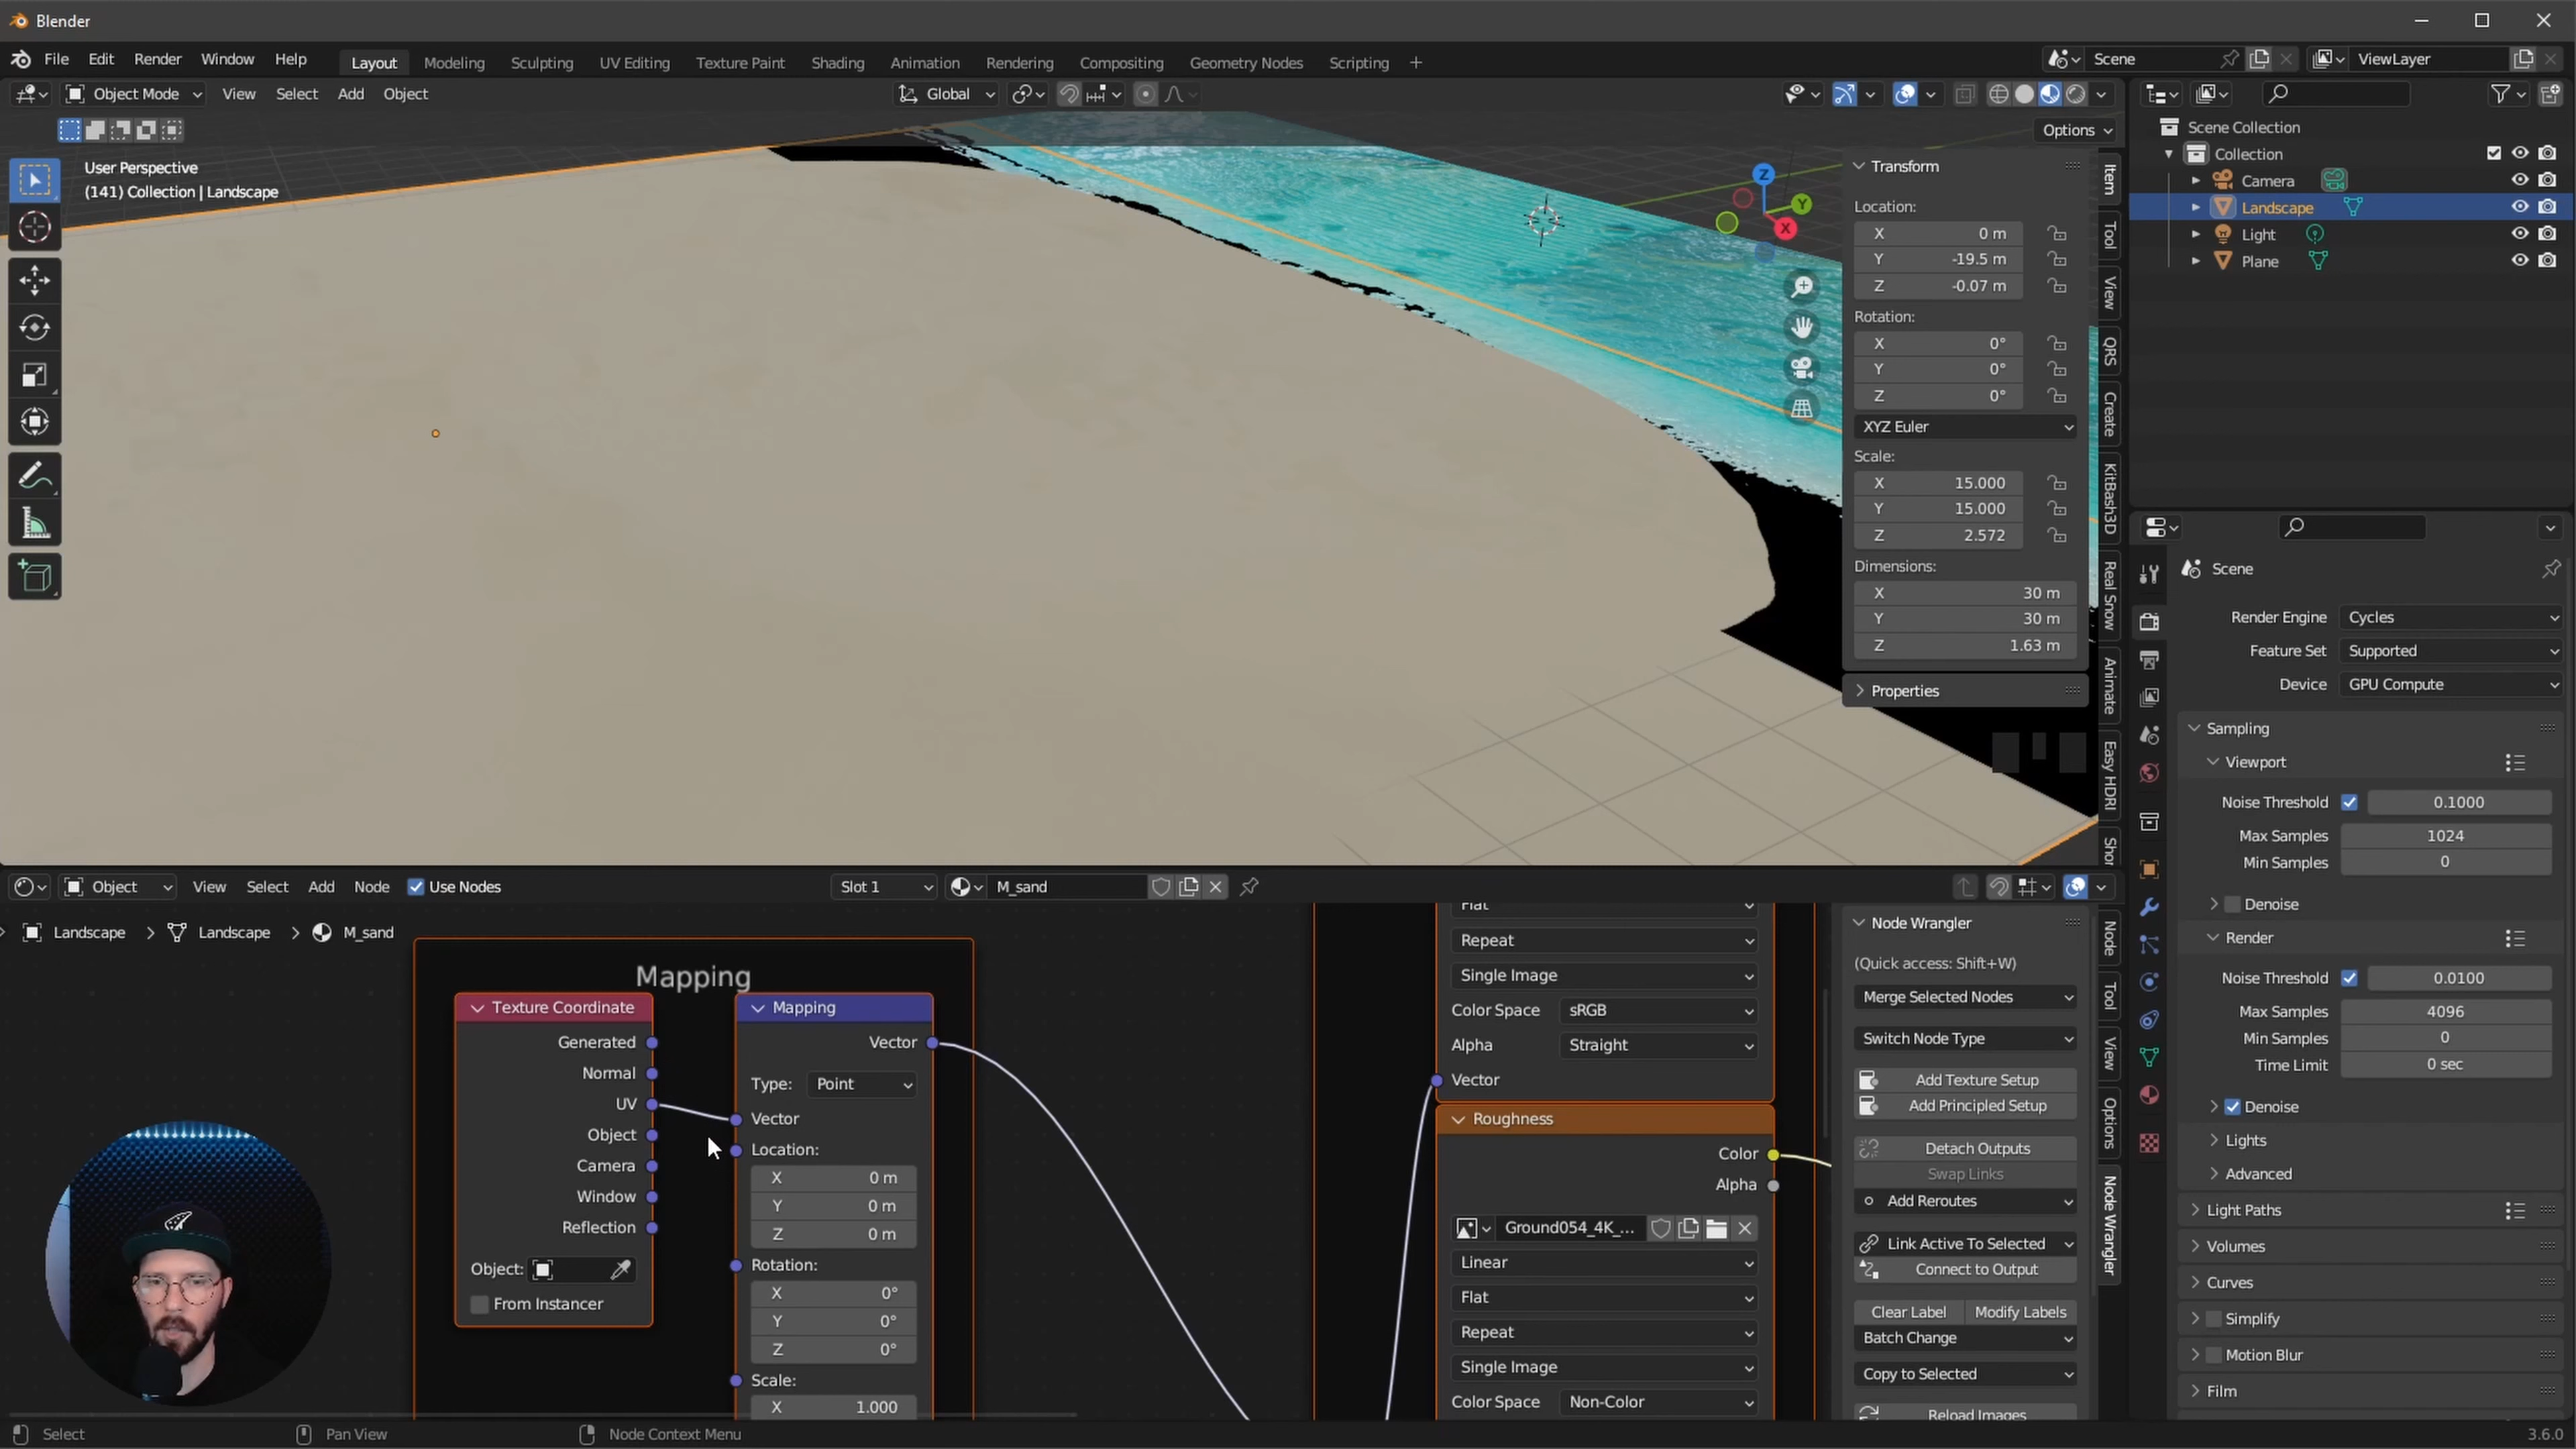 Blender
File Edit Render Window Help
Layout Modeling Sculpting UV Editing Texture Paint Shading Animation Rendering Compositing Geometry Nodes Scripting +
Scene
ViewLayer
Object Mode View Select Add Object
Global
Options
User Perspective
(141) Collection | Landscape
Z
Y
X
Transform
Location:
X 0 m
Y -19.5 m
Z -0.07 m
Rotation:
X 0°
Y 0°
Z 0°
XYZ Euler
Scale:
X 15.000
Y 15.000
Z 2.572
Dimensions:
X 30 m
Y 30 m
Z 1.63 m
Properties
Item
Tool
View
QRS
Create
KitBash3D
Real Snow
Animate
Easy HDRI
Shor
Scene Collection
Collection
Camera
Landscape
Light
Plane
Scene
Render Engine Cycles
Feature Set Supported
Device GPU Compute
Sampling
Viewport
Noise Threshold 0.1000
Max Samples 1024
Min Samples 0
Denoise
Render
Noise Threshold 0.0100
Max Samples 4096
Min Samples 0
Time Limit 0 sec
Denoise
Lights
Advanced
Light Paths
Volumes
Curves
Simplify
Motion Blur
Film
Object View Select Add Node Use Nodes
Slot 1
M_sand
Landscape > Landscape > M_sand
Mapping
Texture Coordinate
Generated
Normal
UV
Object
Camera
Window
Reflection
Object:
From Instancer
Mapping
Vector
Type: Point
Vector
Location:
X 0 m
Y 0 m
Z 0 m
Rotation:
X 0°
Y 0°
Z 0°
Scale:
X 1.000
Flat
Repeat
Single Image
Color Space sRGB
Alpha Straight
Vector
Roughness
Color
Alpha
Ground054_4K_...
Linear
Flat
Repeat
Single Image
Color Space Non-Color
Node Wrangler
(Quick access: Shift+W)
Merge Selected Nodes
Switch Node Type
Add Texture Setup
Add Principled Setup
Detach Outputs
Swap Links
Add Reroutes
Link Active To Selected
Connect to Output
Clear Label Modify Labels
Batch Change
Copy to Selected
Reload Images
Node
Tool
View
Options
Node Wrangler
Select
Pan View
Node Context Menu
3.6.0